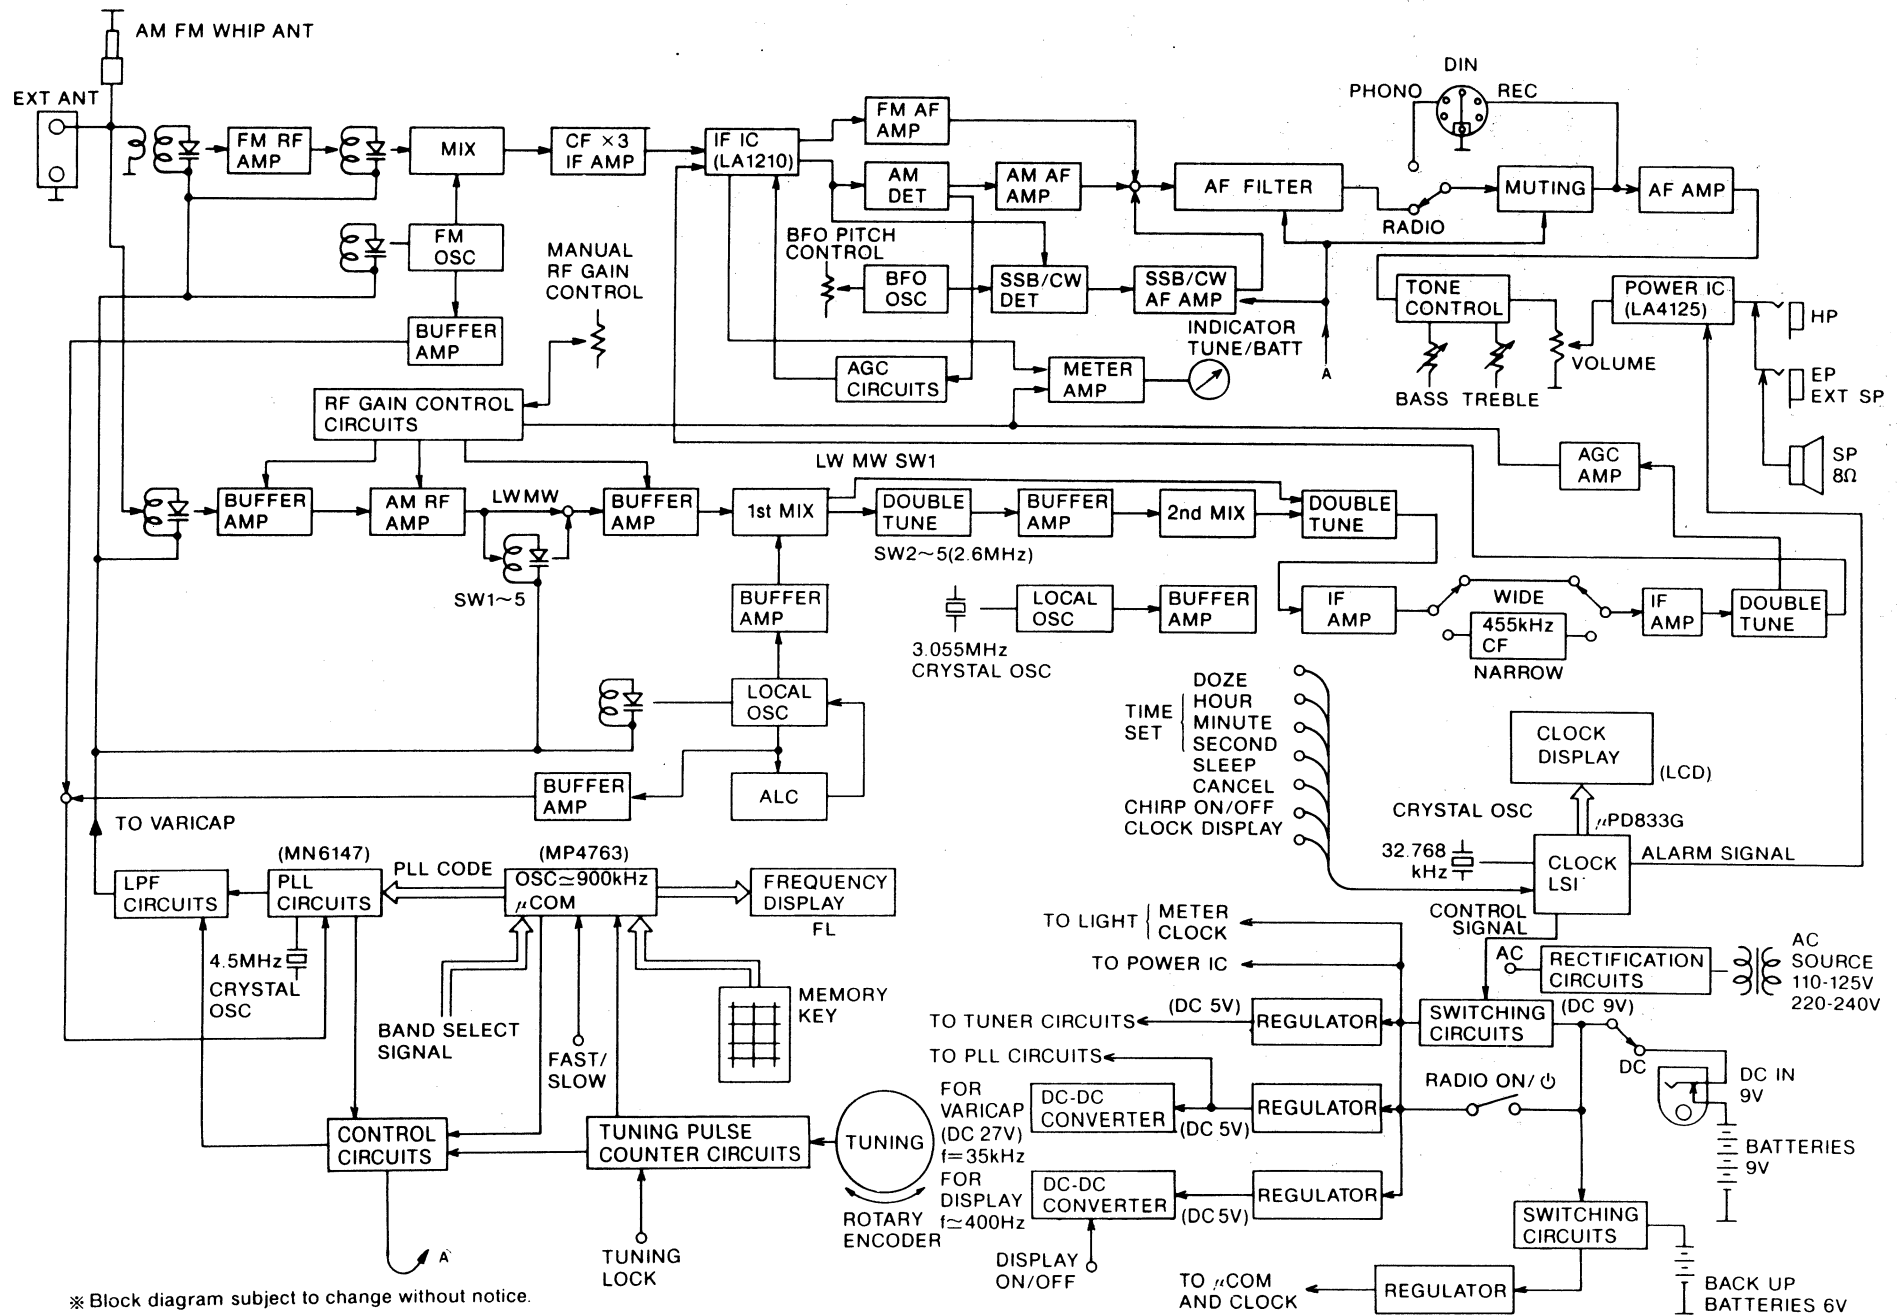 AM FM WHIP ANT
EXT ANT
FM RF
AMP
MIX
CF ×3
IF AMP
IF IC
(LA1210)
FM AF
AMP
AM
DET
AM AF
AMP
AF FILTER
DIN
PHONO
REC
RADIO
MUTING
AF AMP
FM
OSC
BUFFER
AMP
MANUAL
RF GAIN
CONTROL
BFO PITCH
CONTROL
BFO
OSC
SSB/CW
DET
SSB/CW
AF AMP
INDICATOR
TUNE/BATT
A
AGC
CIRCUITS
METER
AMP
TONE
CONTROL
BASS
TREBLE
VOLUME
POWER IC
(LA4125)
HP
EP
EXT SP
SP
8Ω
RF GAIN CONTROL
CIRCUITS
LW MW SW1
AGC
AMP
BUFFER
AMP
AM RF
AMP
LW MW
SW1～5
BUFFER
AMP
1st MIX
DOUBLE
TUNE
SW2～5(2.6MHz)
BUFFER
AMP
2nd MIX
DOUBLE
TUNE
BUFFER
AMP
3.055MHz
CRYSTAL OSC
LOCAL
OSC
BUFFER
AMP
IF
AMP
WIDE
455kHz
CF
NARROW
IF
AMP
DOUBLE
TUNE
LOCAL
OSC
ALC
BUFFER
AMP
TO VARICAP
TIME
SET
DOZE
HOUR
MINUTE
SECOND
SLEEP
CANCEL
CHIRP ON/OFF
CLOCK DISPLAY
CLOCK
DISPLAY
(LCD)
CRYSTAL OSC
μPD833G
32.768
kHz
CLOCK
LSI
ALARM SIGNAL
CONTROL
SIGNAL
LPF
CIRCUITS
(MN6147)
PLL
CIRCUITS
PLL CODE
(MP4763)
OSC≃900kHz
μCOM
FREQUENCY
DISPLAY
FL
4.5MHz
CRYSTAL
OSC
BAND SELECT
SIGNAL
FAST/
SLOW
MEMORY
KEY
CONTROL
CIRCUITS
A
TUNING PULSE
COUNTER CIRCUITS
TUNING
LOCK
TUNING
ROTARY
ENCODER
TO LIGHT
METER
CLOCK
TO POWER IC
TO TUNER CIRCUITS
(DC 5V)
REGULATOR
SWITCHING
CIRCUITS
(DC 9V)
AC
RECTIFICATION
CIRCUITS
AC
SOURCE
110-125V
220-240V
TO PLL CIRCUITS
FOR
VARICAP
(DC 27V)
f=35kHz
DC-DC
CONVERTER
(DC 5V)
REGULATOR
RADIO ON/⏻
DC
DC IN
9V
BATTERIES
9V
FOR
DISPLAY
f≃400Hz
DC-DC
CONVERTER
(DC 5V)
REGULATOR
DISPLAY
ON/OFF
SWITCHING
CIRCUITS
TO μCOM
AND CLOCK
REGULATOR
BACK UP
BATTERIES 6V
※ Block diagram subject to change without notice.